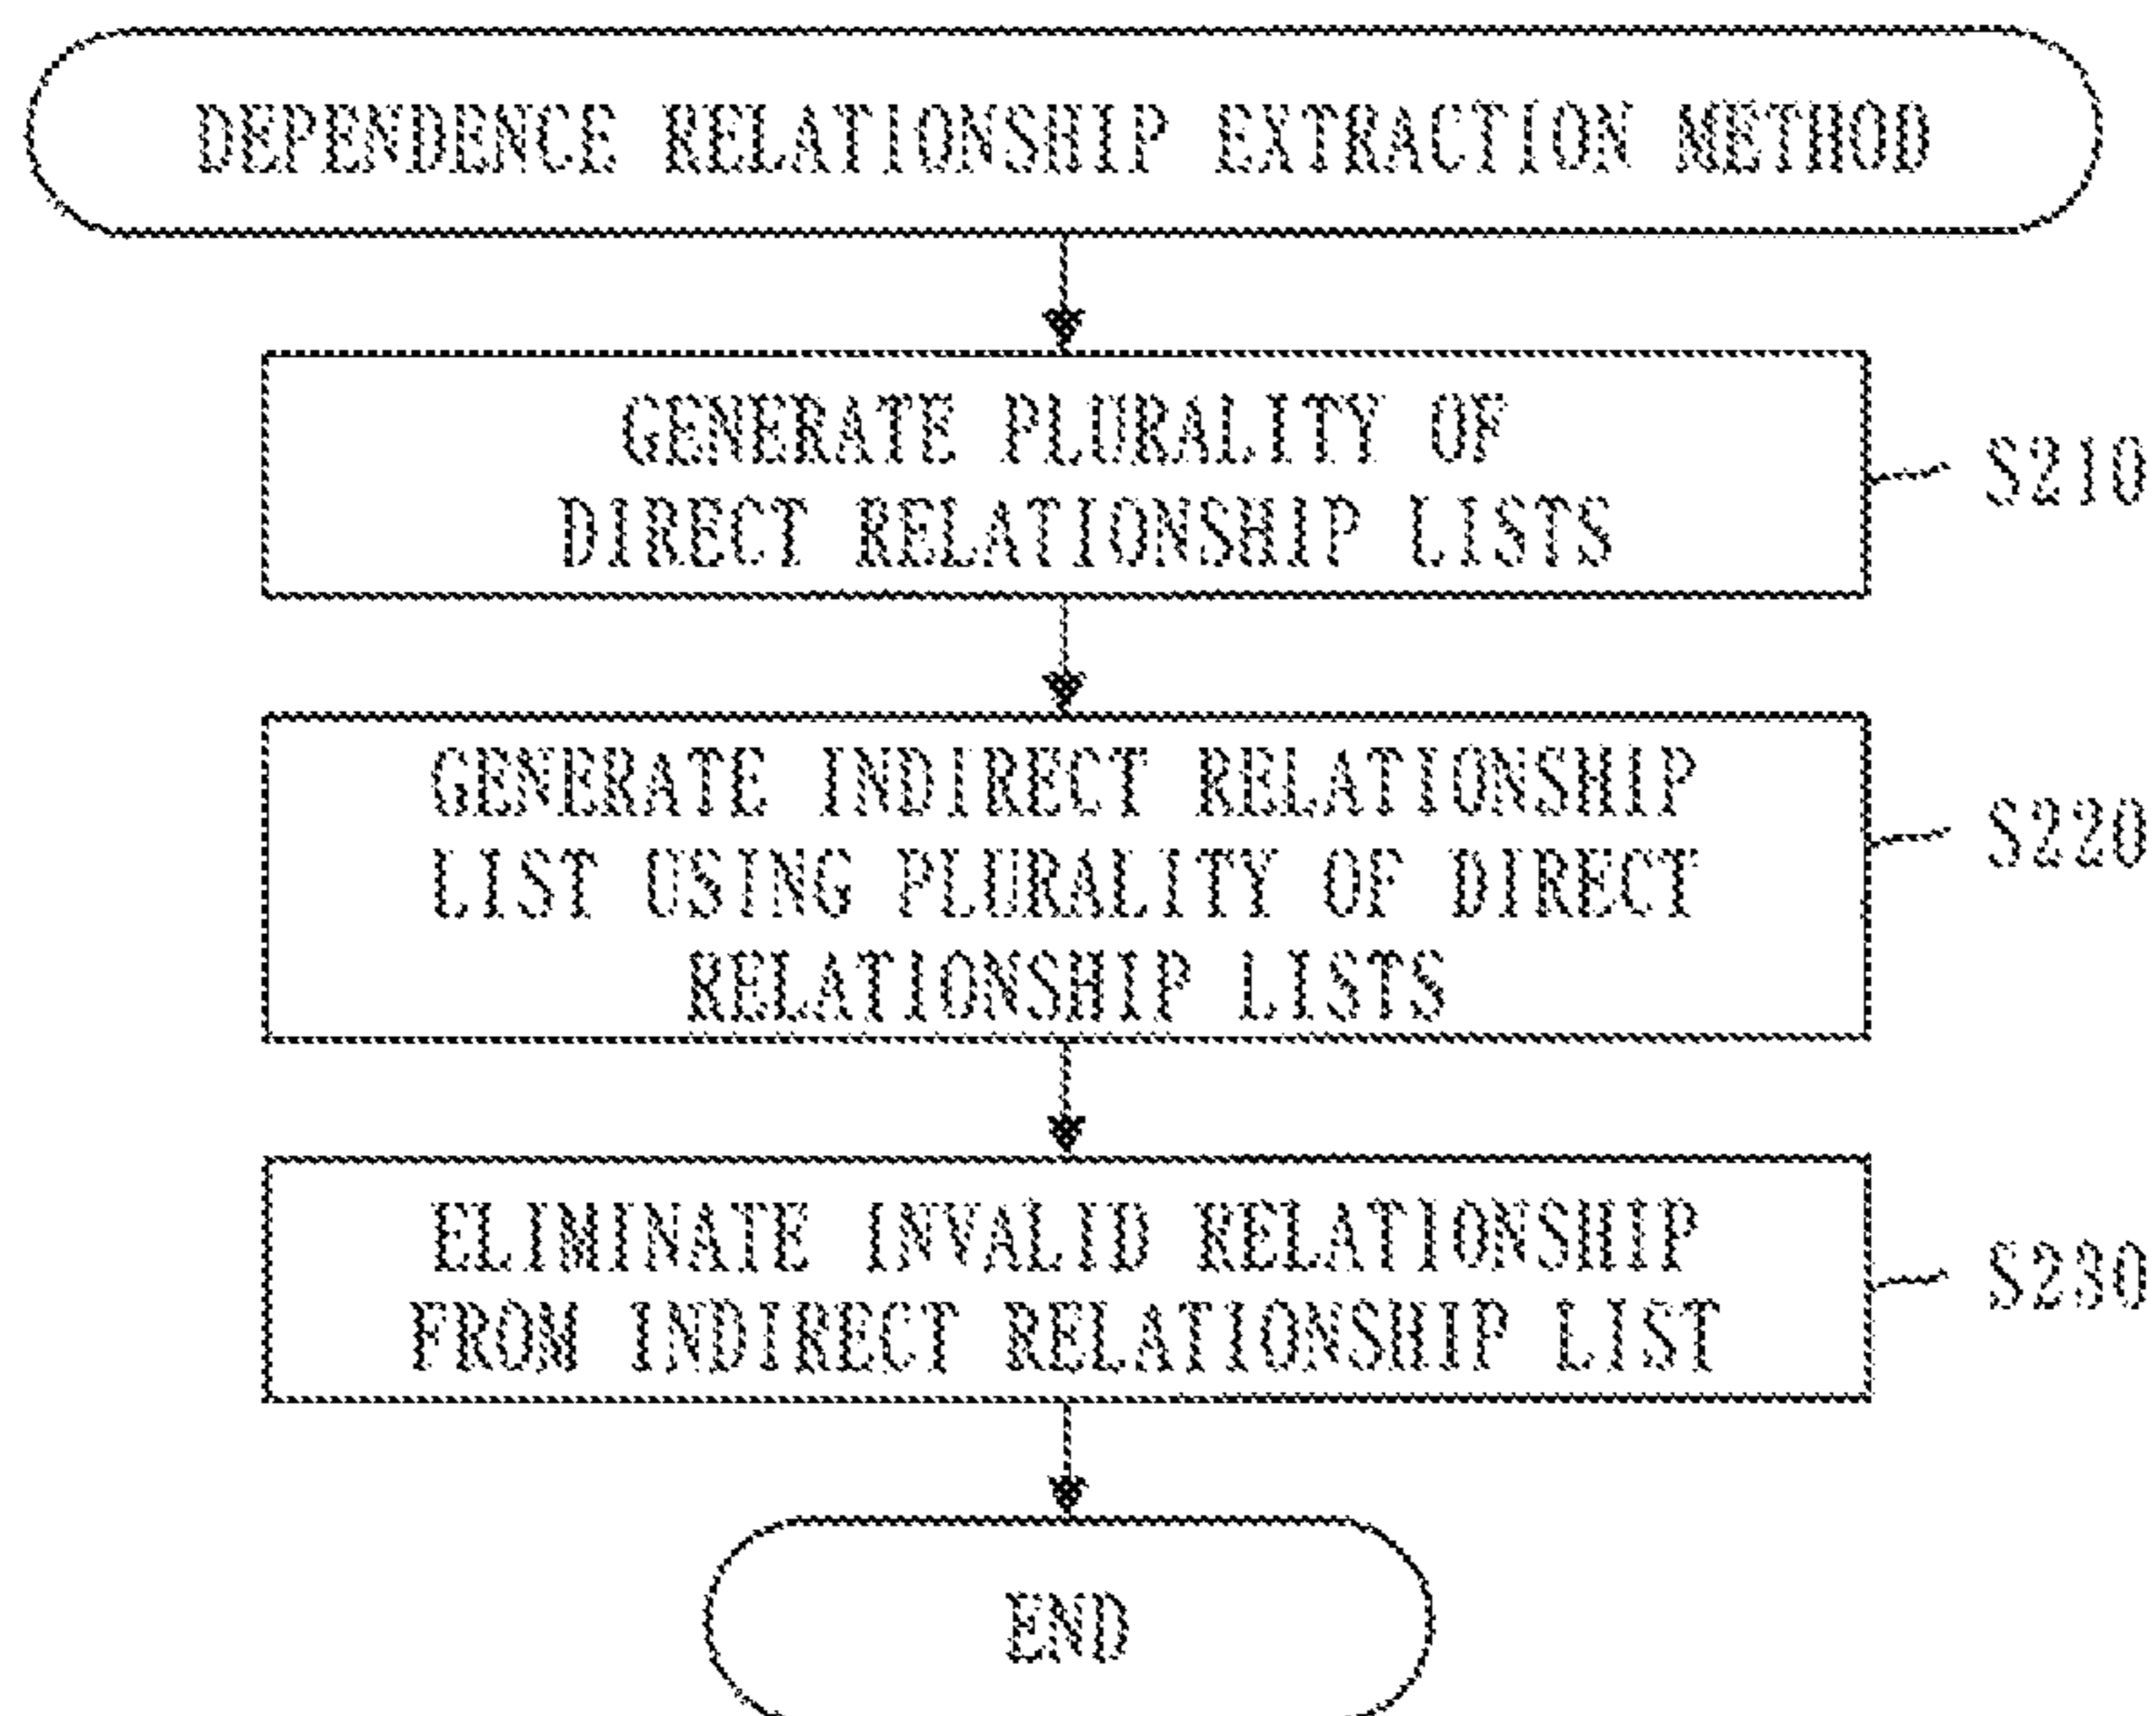 DEPENDENCE RELATIONSHIP EXTRACTION METHOD
GENERATE PLURALITY OF
DIRECT RELATIONSHIP LISTS
S210
GENERATE INDIRECT RELATIONSHIP
LIST USING PLURALITY OF DIRECT
RELATIONSHIP LISTS
S220
ELIMINATE INVALID RELATIONSHIP
FROM INDIRECT RELATIONSHIP LIST
S230
END